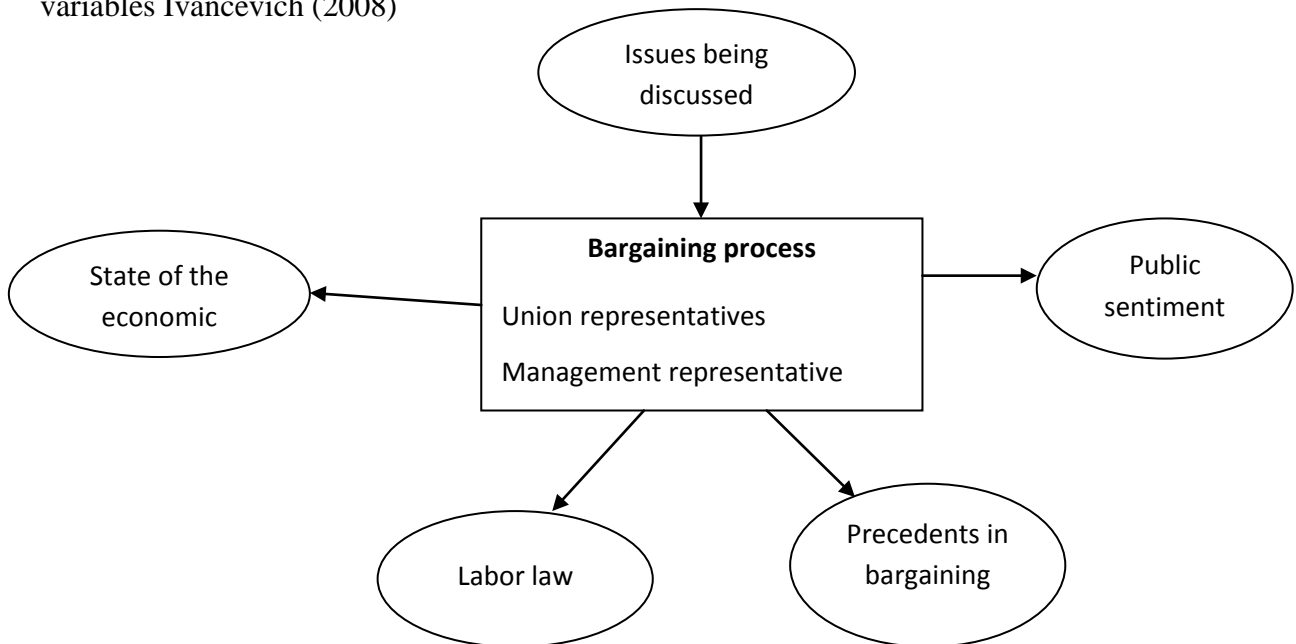 variables Ivancevich (2008)
Issues being
discussed
Bargaining process
Union representatives
Management representative
State of the
economic
Public
sentiment
Labor law
Precedents in
bargaining